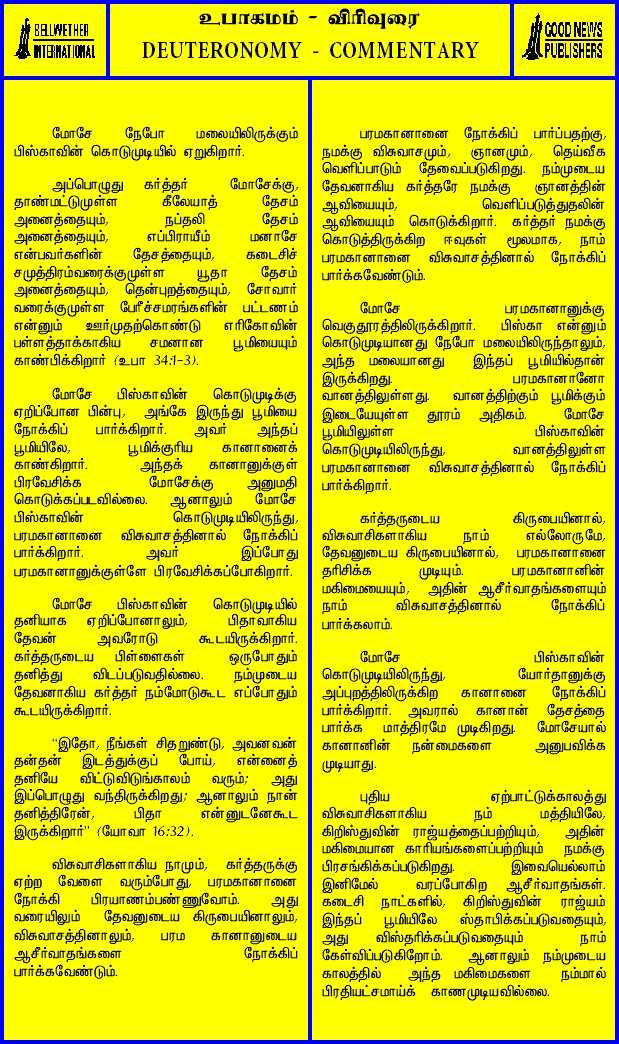 BELLWETHER
INTERNATIONAL
உபாகமம் - விரிவுரை
DEUTERONOMY - COMMENTARY
GOOD NEWS
PUBLISHERS
மோசே நேபோ மலையிலிருக்கும்
பிஸ்காவின் கொடுமுடியில் ஏறுகிறார்.
அப்பொழுது கர்த்தர் மோசேக்கு,
தாண்மட்டுமுள்ள கீலேயாத் தேசம்
அனைத்தையும், நப்தலி தேசம்
அனைத்தையும், எப்பிராயீம் மனாசே
என்பவர்களின் தேசத்தையும், கடைசிச்
சமுத்திரம்வரைக்குமுள்ள யூதா தேசம்
அனைத்தையும், தென்புறத்தையும், சோவார்
வரைக்குமுள்ள பேரீச்சமரங்களின் பட்டணம்
என்னும் ஊர்முதற்கொண்டு எரிகோவின்
பள்ளத்தாக்காகிய சமனான பூமியையும்
காண்பிக்கிறார் (உபா 34:1-3).
மோசே பிஸ்காவின் கொடுமுடிக்கு
ஏறிப்போன பின்பு, அங்கே இருந்து பூமியை
நோக்கிப் பார்க்கிறார். அவர் அந்தப்
பூமியிலே, பூமிக்குரிய கானானைக்
காண்கிறார். அந்தக் கானானுக்குள்
பிரவேசிக்க மோசேக்கு அனுமதி
கொடுக்கப்படவில்லை. ஆனாலும் மோசே
பிஸ்காவின் கொடுமுடியிலிருந்து,
பரமகானானை விசுவாசத்தினால் நோக்கிப்
பார்க்கிறார். அவர் இப்போது
பரமகானானுக்குள்ளே பிரவேசிக்கப்போகிறார்.
மோசே பிஸ்காவின் கொடுமுடியில்
தனியாக ஏறிப்போனாலும், பிதாவாகிய
தேவன் அவரோடு கூடயிருக்கிறார்.
கர்த்தருடைய பிள்ளைகள் ஒருபோதும்
தனித்து விடப்படுவதில்லை. நம்முடைய
தேவனாகிய கர்த்தர் நம்மோடுகூட எப்போதும்
கூடயிருக்கிறார்.
“இதோ, நீங்கள் சிதறுண்டு, அவனவன்
தன்தன் இடத்துக்குப் போய், என்னைத்
தனியே விட்டுவிடுங்காலம் வரும்; அது
இப்பொழுது வந்திருக்கிறது; ஆனாலும் நான்
தனித்திரேன், பிதா என்னுடனேகூட
இருக்கிறார்” (யோவா 16:32).
விசுவாசிகளாகிய நாமும், கர்த்தருக்கு
ஏற்ற வேளை வரும்போது, பரமகானானை
நோக்கி பிரயாணம்பண்ணுவோம். அது
வரையிலும் தேவனுடைய கிருபையினாலும்,
விசுவாசத்தினாலும், பரம கானானுடைய
ஆசீர்வாதங்களை நோக்கிப்
பார்க்கவேண்டும்.
பரமகானானை நோக்கிப் பார்ப்பதற்கு,
நமக்கு விசுவாசமும், ஞானமும், தெய்வீக
வெளிப்பாடும் தேவைப்படுகிறது. நம்முடைய
தேவனாகிய கர்த்தரே நமக்கு ஞானத்தின்
ஆவியையும், வெளிப்படுத்துதலின்
ஆவியையும் கொடுக்கிறார். கர்த்தர் நமக்கு
கொடுத்திருக்கிற ஈவுகள் மூலமாக, நாம்
பரமகானானை விசுவாசத்தினால் நோக்கிப்
பார்க்கவேண்டும்.
மோசே பரமகானானுக்கு
வெகுதூரத்திலிருக்கிறார். பிஸ்கா என்னும்
கொடுமுடியானது நேபோ மலையிலிருந்தாலும்,
அந்த மலையானது இந்தப் பூமியில்தான்
இருக்கிறது. பரமகானானோ
வானத்திலுள்ளது. வானத்திற்கும் பூமிக்கும்
இடையேயுள்ள தூரம் அதிகம். மோசே
பூமியிலுள்ள பிஸ்காவின்
கொடுமுடியிலிருந்து, வானத்திலுள்ள
பரமகானானை விசுவாசத்தினால் நோக்கிப்
பார்க்கிறார்.
கர்த்தருடைய கிருபையினால்,
விசுவாசிகளாகிய நாம் எல்லோருமே,
தேவனுடைய கிருபையினால், பரமகானானை
தரிசிக்க முடியும். பரமகானானின்
மகிமையையும், அதின் ஆசீர்வாதங்களையும்
நாம் விசுவாசத்தினால் நோக்கிப்
பார்க்கலாம்.
மோசே பிஸ்காவின்
கொடுமுடியிலிருந்து, யோர்தானுக்கு
அப்புறத்திலிருக்கிற கானானை நோக்கிப்
பார்க்கிறார். அவரால் கானான் தேசத்தை
பார்க்க மாத்திரமே முடிகிறது. மோசேயால்
கானானின் நன்மைகளை அனுபவிக்க
முடியாது.
புதிய ஏற்பாட்டுக்காலத்து
விசுவாசிகளாகிய நம் மத்தியிலே,
கிறிஸ்துவின் ராஜ்யத்தைப்பற்றியும், அதின்
மகிமையான காரியங்களைப்பற்றியும் நமக்கு
பிரசங்கிக்கப்படுகிறது. இவையெல்லாம்
இனிமேல் வரப்போகிற ஆசீர்வாதங்கள்.
கடைசி நாட்களில், கிறிஸ்துவின் ராஜ்யம்
இந்தப் பூமியிலே ஸ்தாபிக்கப்படுவதையும்,
அது விஸ்தரிக்கப்படுவதையும் நாம்
கேள்விப்படுகிறோம். ஆனாலும் நம்முடைய
காலத்தில் அந்த மகிமைகளை நம்மால்
பிரதியட்சமாய்க் காணமுடியவில்லை.